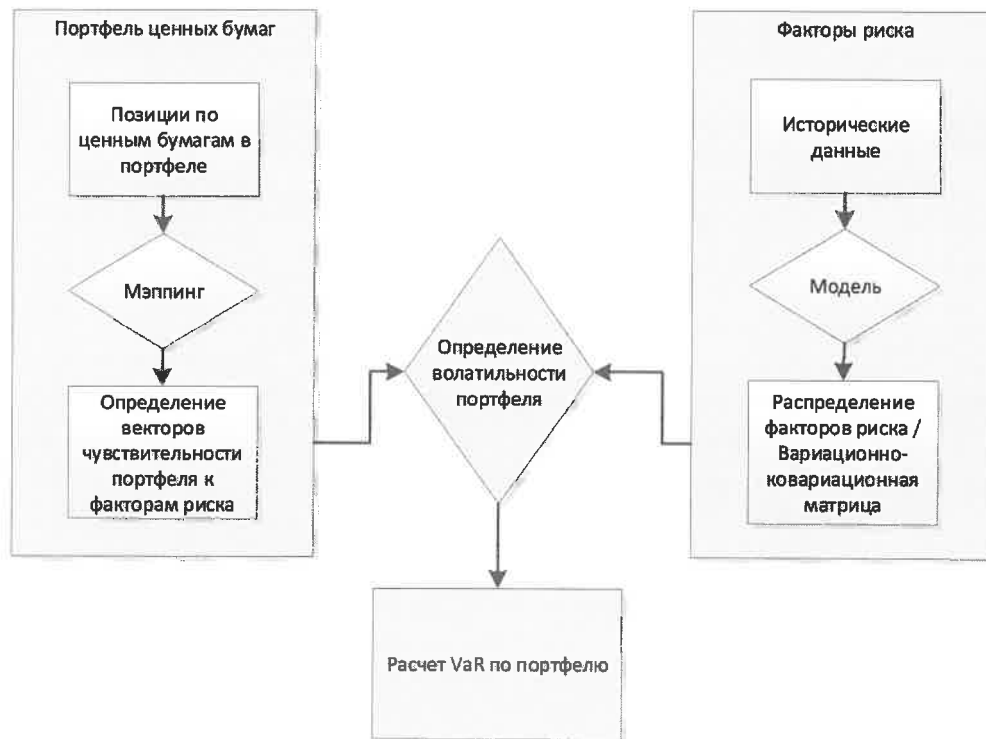 Портфель ценных бумаг
Позиции по
ценным бумагам в
портфеле
Мэппинг
Определение
векторов
чувствительности
портфеля к
факторам риска
Определение
волатильности
портфеля
Расчет VaR по портфелю
Факторы риска
Исторические
данные
Модель
Распределение
факторов риска /
Вариационно-
ковариационная
матрица